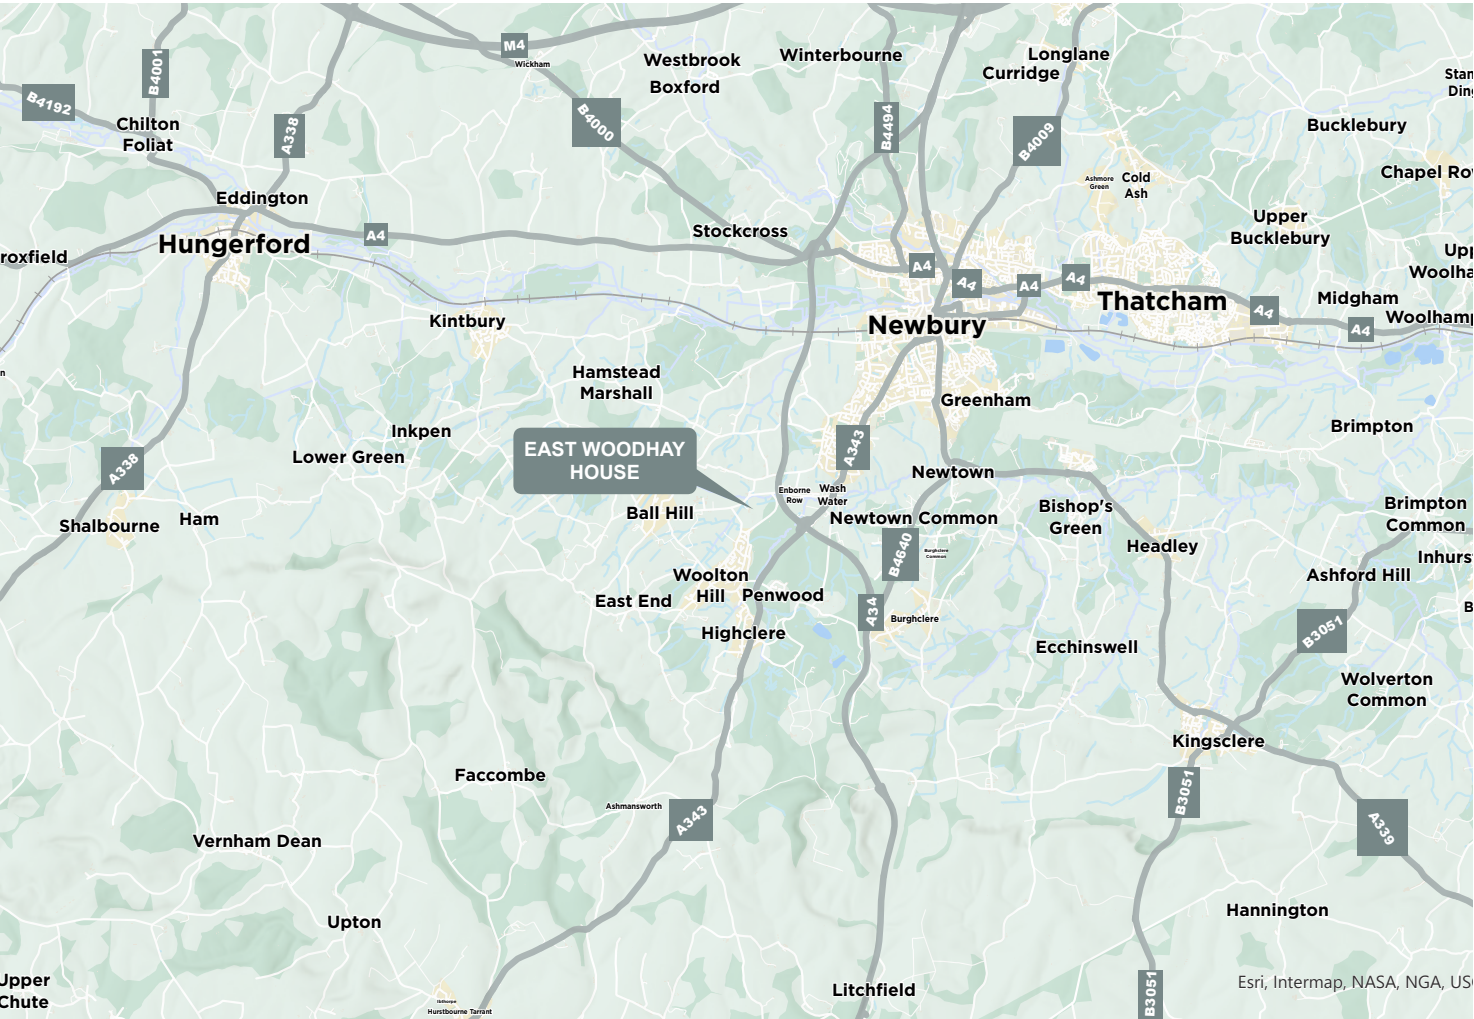 M4
Wickham
Westbrook
Boxford
Winterbourne
Longlane
Curridge
B4001
B4192
Chilton
Foliat
A338
B4000
B4494
B4009
Bucklebury
Ashmore
Green
Cold
Ash
Eddington
Hungerford
A4
Stockcross
Upper
Bucklebury
A4
A4
A4
A4
Thatcham
A4
Midgham
A4
Kintbury
Newbury
Hamstead
Marshall
Greenham
Inkpen
Lower Green
EAST WOODHAY
HOUSE
A343
Brimpton
A338
Newtown
Enborne
Row
Wash
Water
Shalbourne
Ham
Ball Hill
Newtown Common
Bishop's
Green
Brimpton
Common
B4640
Burghclere
Common
Headley
Woolton
Hill
Penwood
East End
Ashford Hill
A34
Burghclere
Highclere
B3051
Ecchinswell
Wolverton
Common
Kingsclere
Faccombe
B3051
Ashmansworth
A343
A339
Vernham Dean
Upton
Hannington
Upper
Chute
Litchfield
B3051
Ibthorpe
Hurstbourne Tarrant
Esri, Intermap, NASA, NGA,